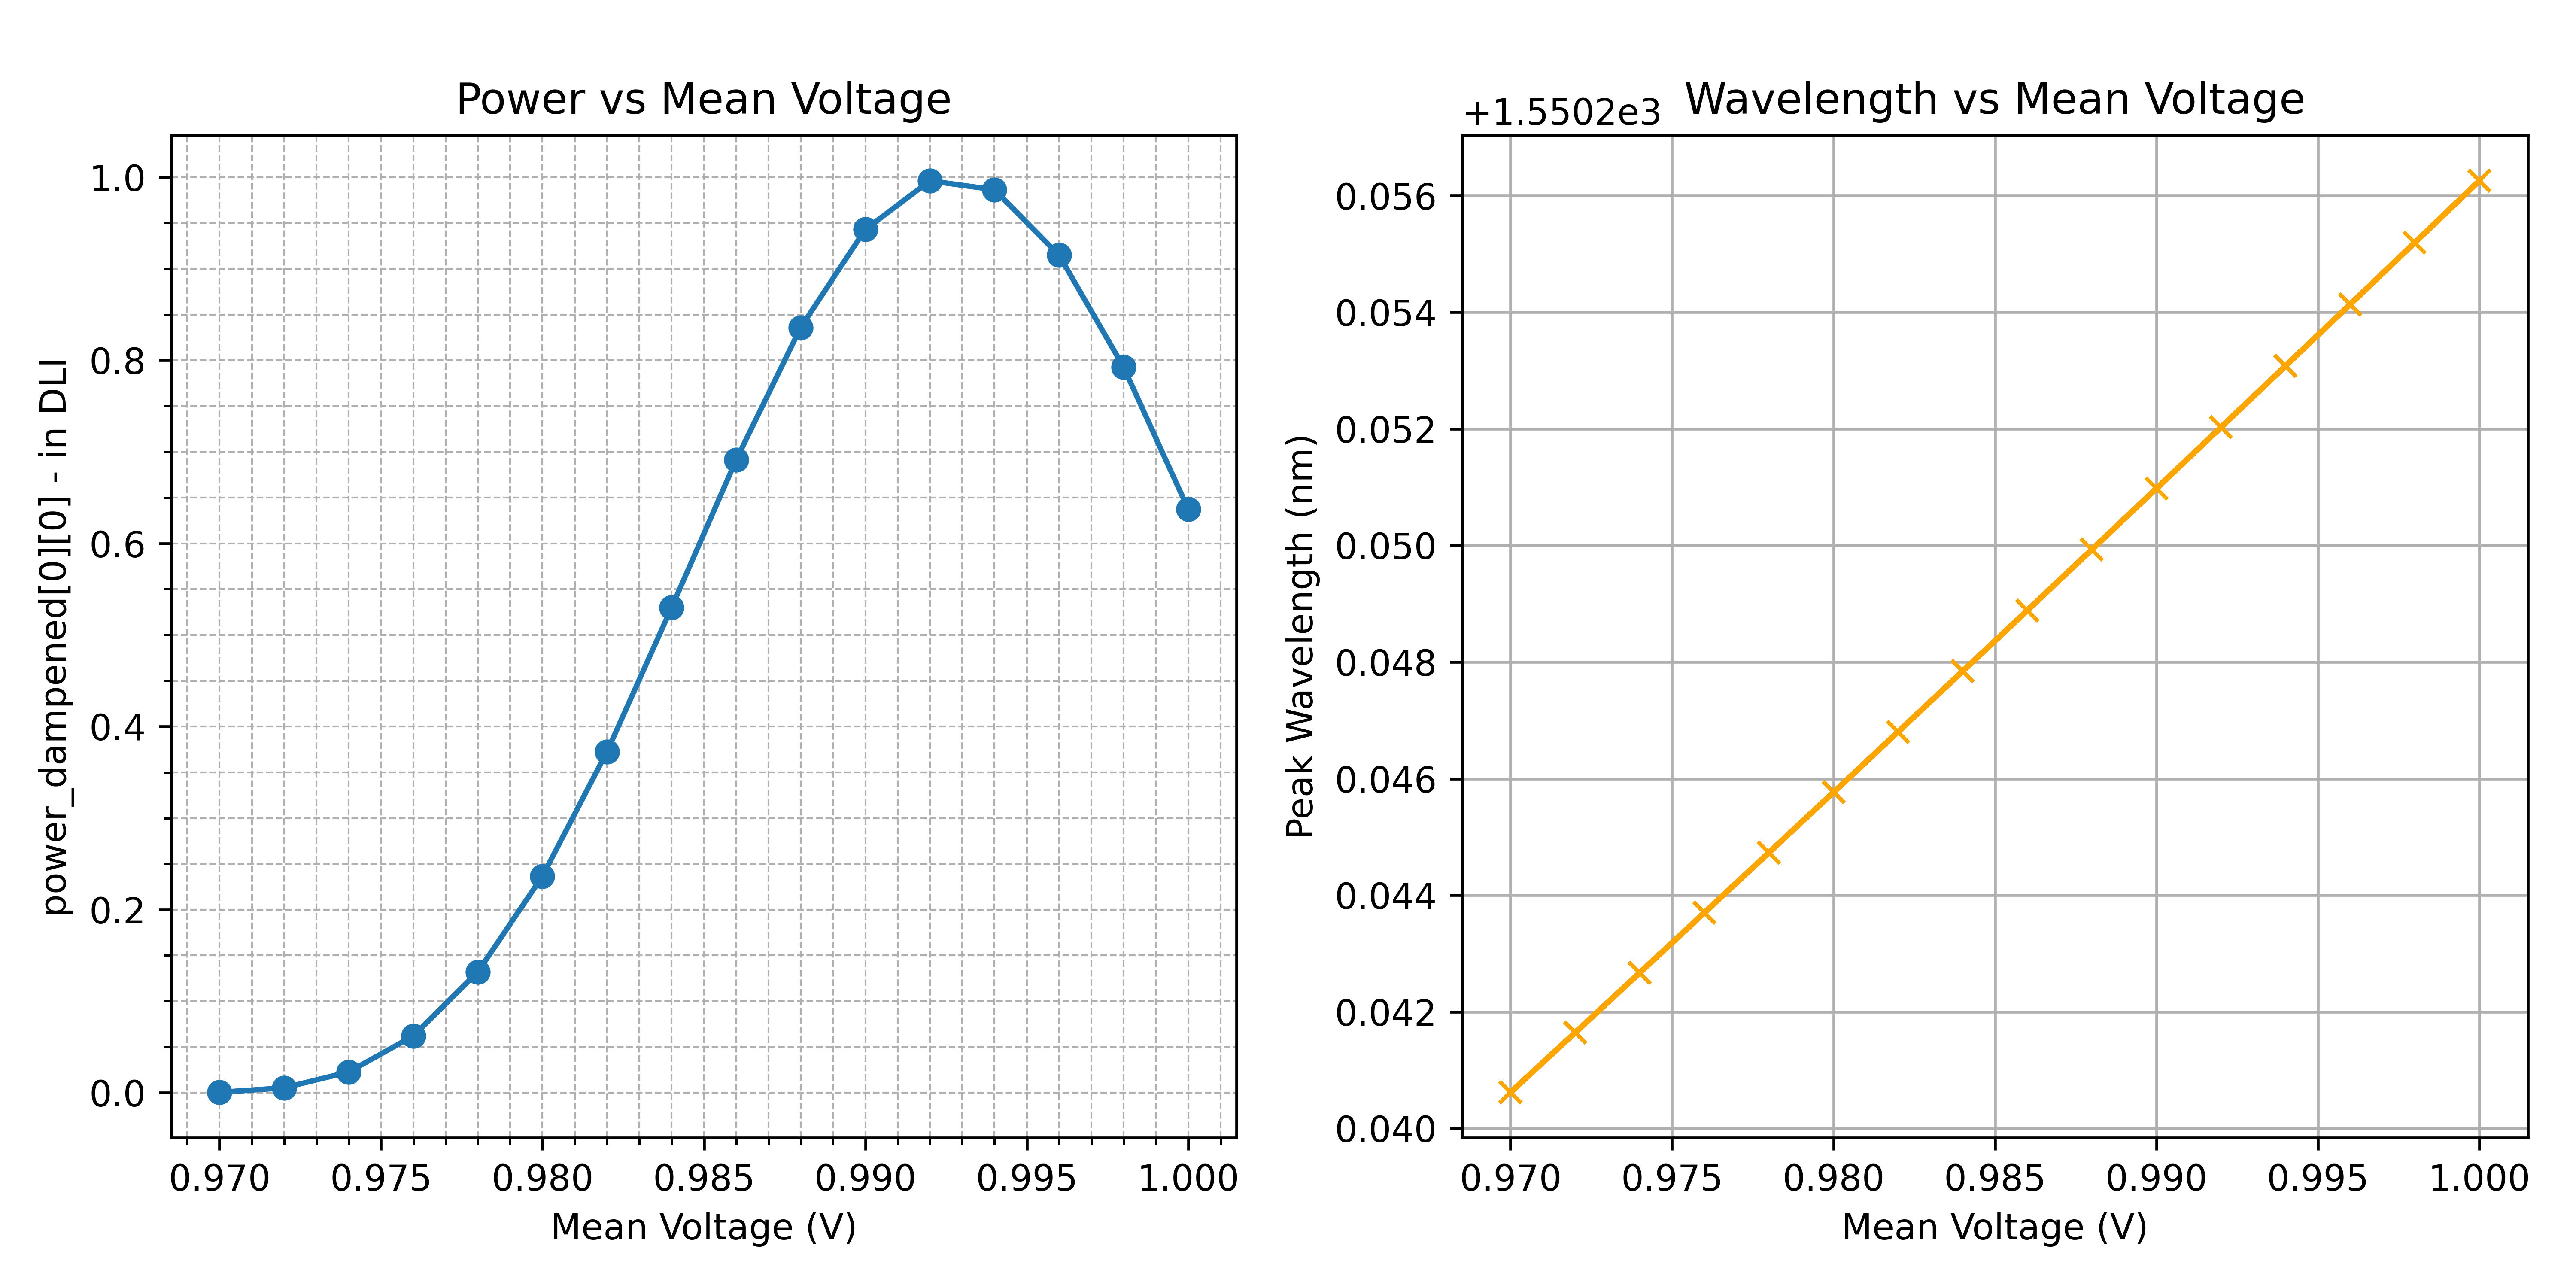 Power vs Mean Voltage
power_dampened[0][0] - in DLI
1.0
0.8
0.6
0.4
0.2
0.0
0.970 0.975 0.980 0.985 0.990 0.995 1.000
Mean Voltage (V)
Wavelength vs Mean Voltage
+1.5502e3
Peak Wavelength (nm)
0.056
0.054
0.052
0.050
0.048
0.046
0.044
0.042
0.040
0.970 0.975 0.980 0.985 0.990 0.995 1.000
Mean Voltage (V)